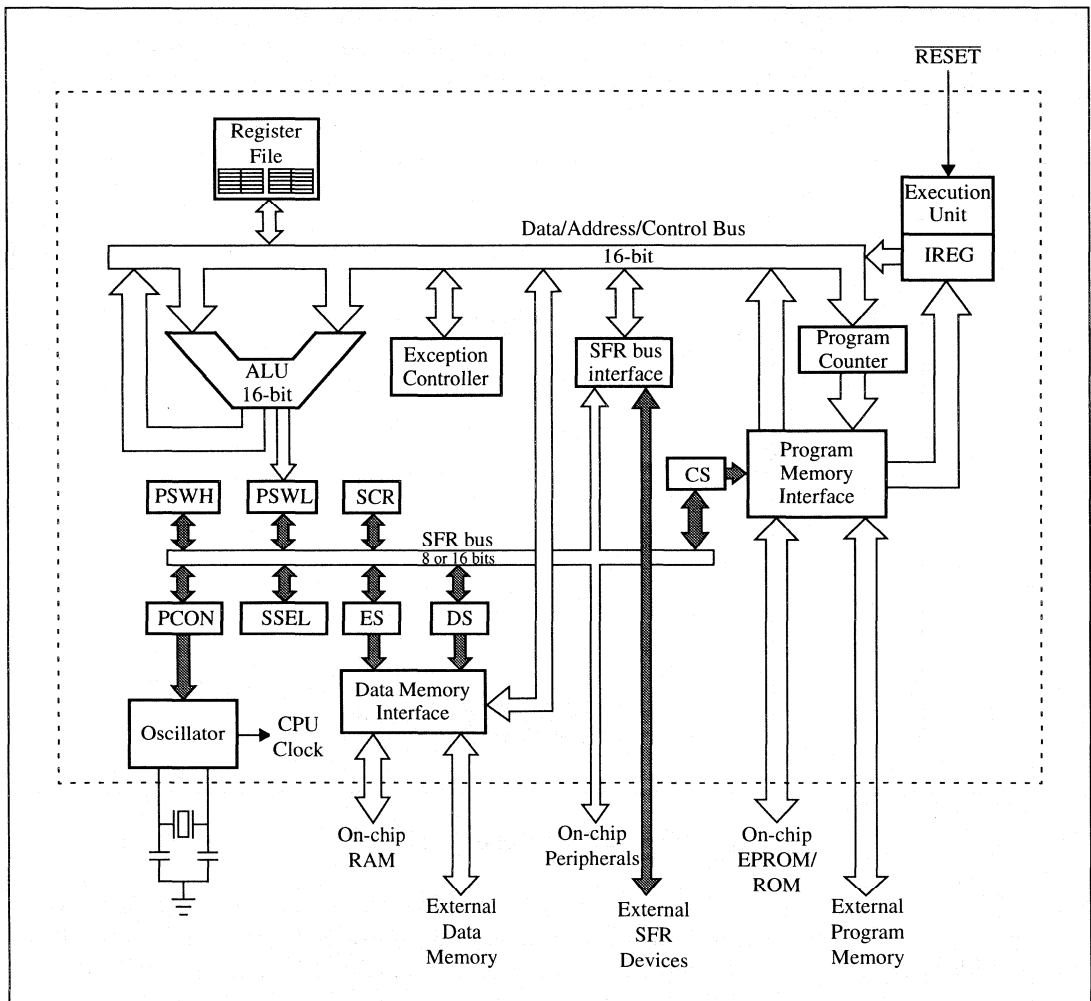 RESET
Register
File
Execution
Unit
IREG
Data/Address/Control Bus
16-bit
ALU
16-bit
Exception
Controller
SFR bus
interface
Program
Counter
Program
Memory
Interface
CS
PSWH
PSWL
SCR
SFR bus
8 or 16 bits
PCON
SSEL
ES
DS
Data Memory
Interface
Oscillator
CPU
Clock
On-chip
RAM
On-chip
Peripherals
On-chip
EPROM/
ROM
External
Data
Memory
External
SFR
Devices
External
Program
Memory